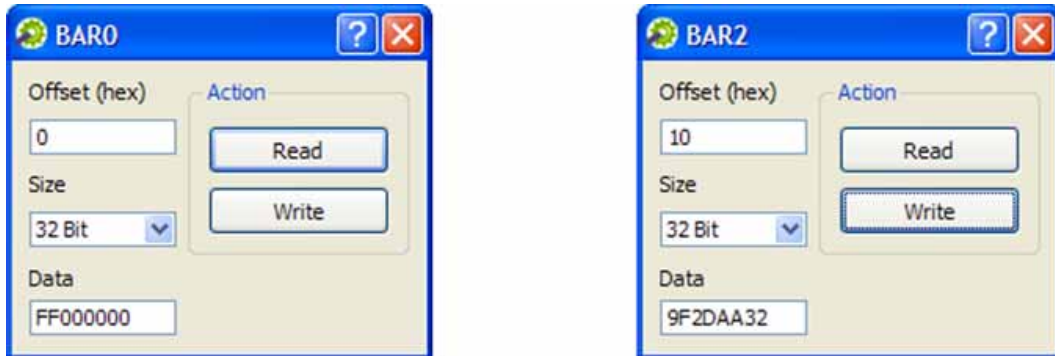 BAR0
Offset (hex)
Action
0
Read
Size
Write
32 Bit
Data
FF000000
BAR2
Offset (hex)
Action
10
Read
Size
Write
32 Bit
Data
9F2DAA32